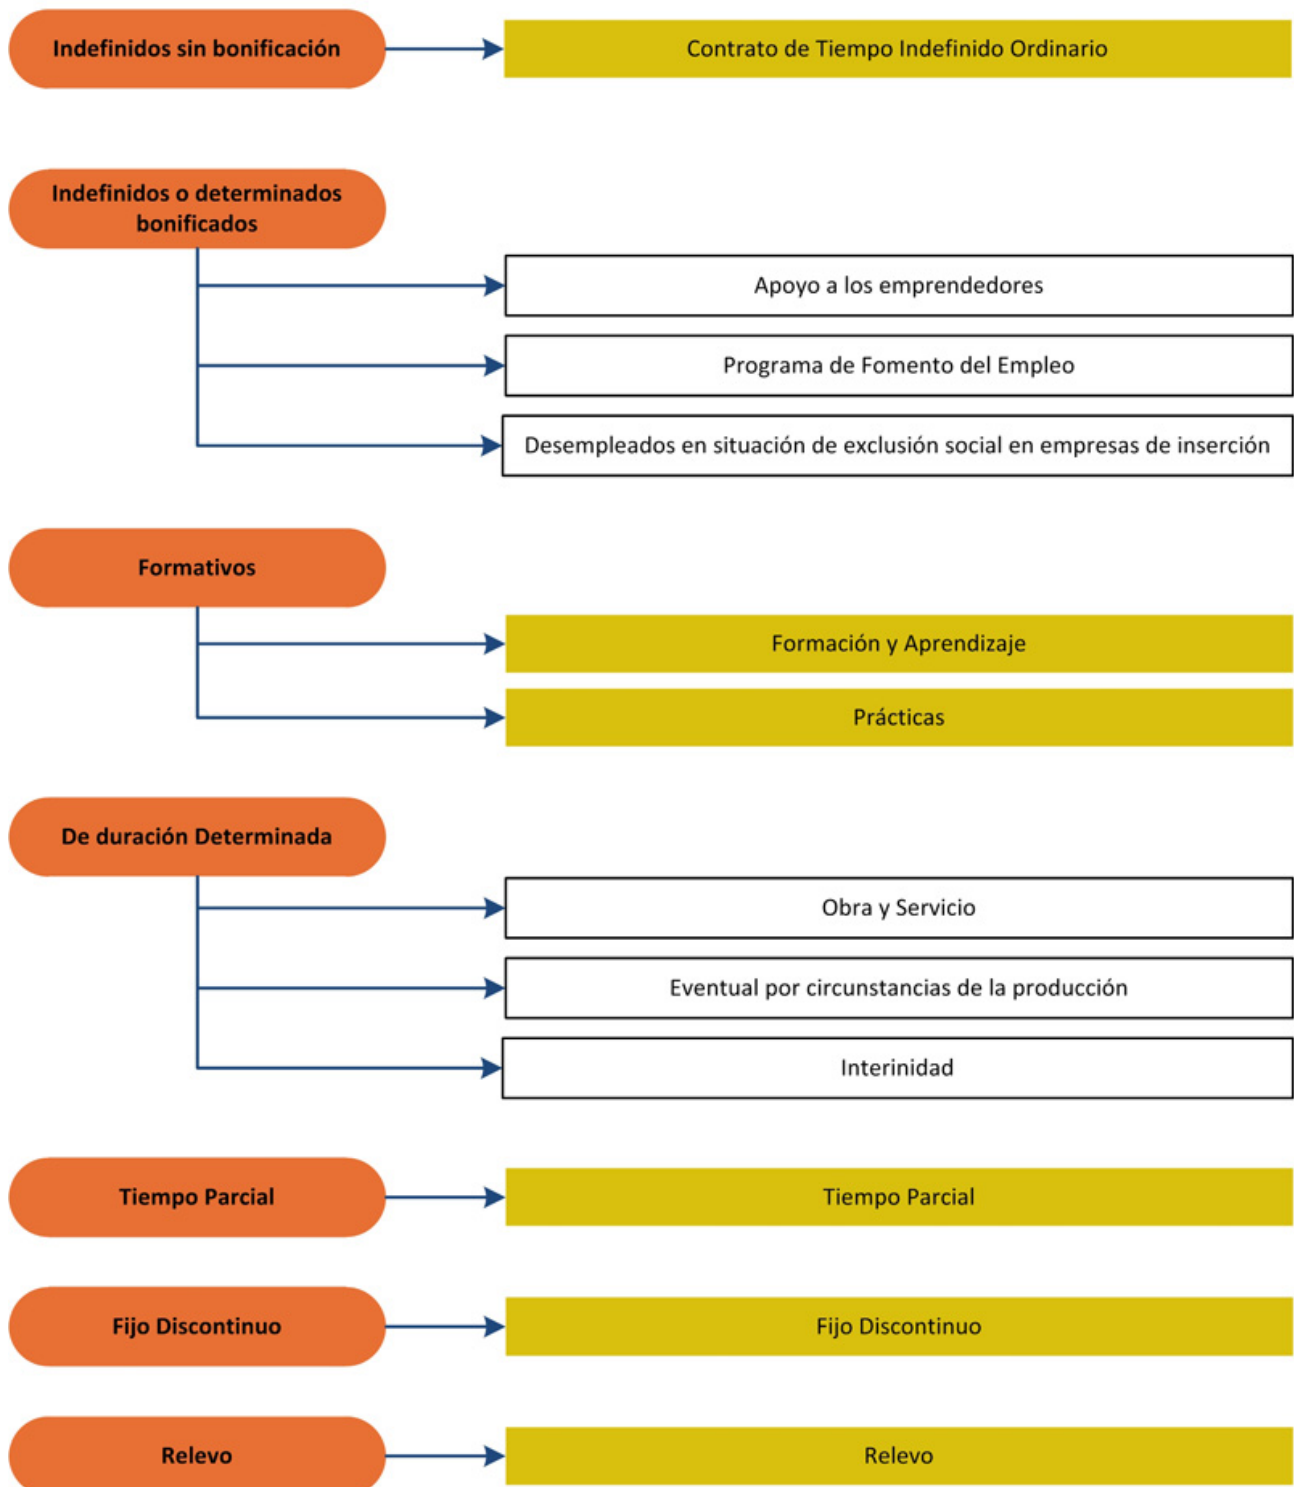 Indefinidos sin bonificación
Contrato de Tiempo Indefinido Ordinario
Indefinidos o determinados
bonificados
Apoyo a los emprendedores
Programa de Fomento del Empleo
Desempleados en situación de exclusión social en empresas de inserción
Formativos
Formación y Aprendizaje
Prácticas
De duración Determinada
Obra y Servicio
Eventual por circunstancias de la producción
Interinidad
Tiempo Parcial
Tiempo Parcial
Fijo Discontinuo
Fijo Discontinuo
Relevo
Relevo